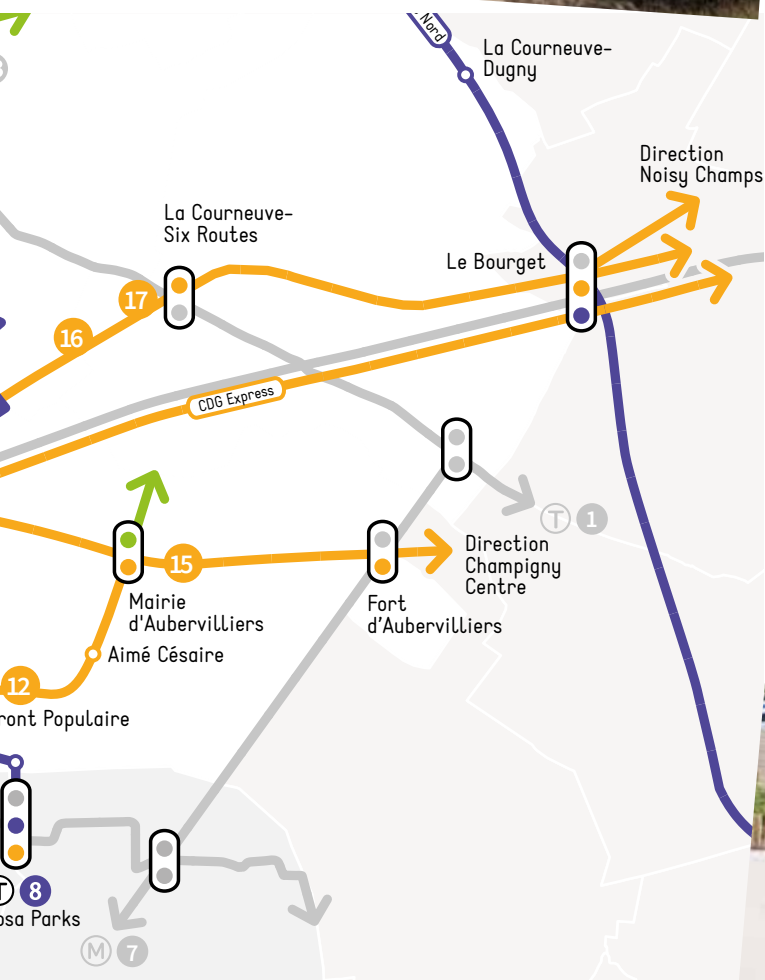 Nord
La Courneuve-
Dugny
Direction
Noisy Champs
La Courneuve-
Six Routes
Le Bourget
17
16
CDG Express
T 1
15
Direction
Champigny
Centre
Mairie
d'Aubervilliers
Fort
d'Aubervilliers
Aimé Césaire
12
ront Populaire
T 8
osa Parks
M 7